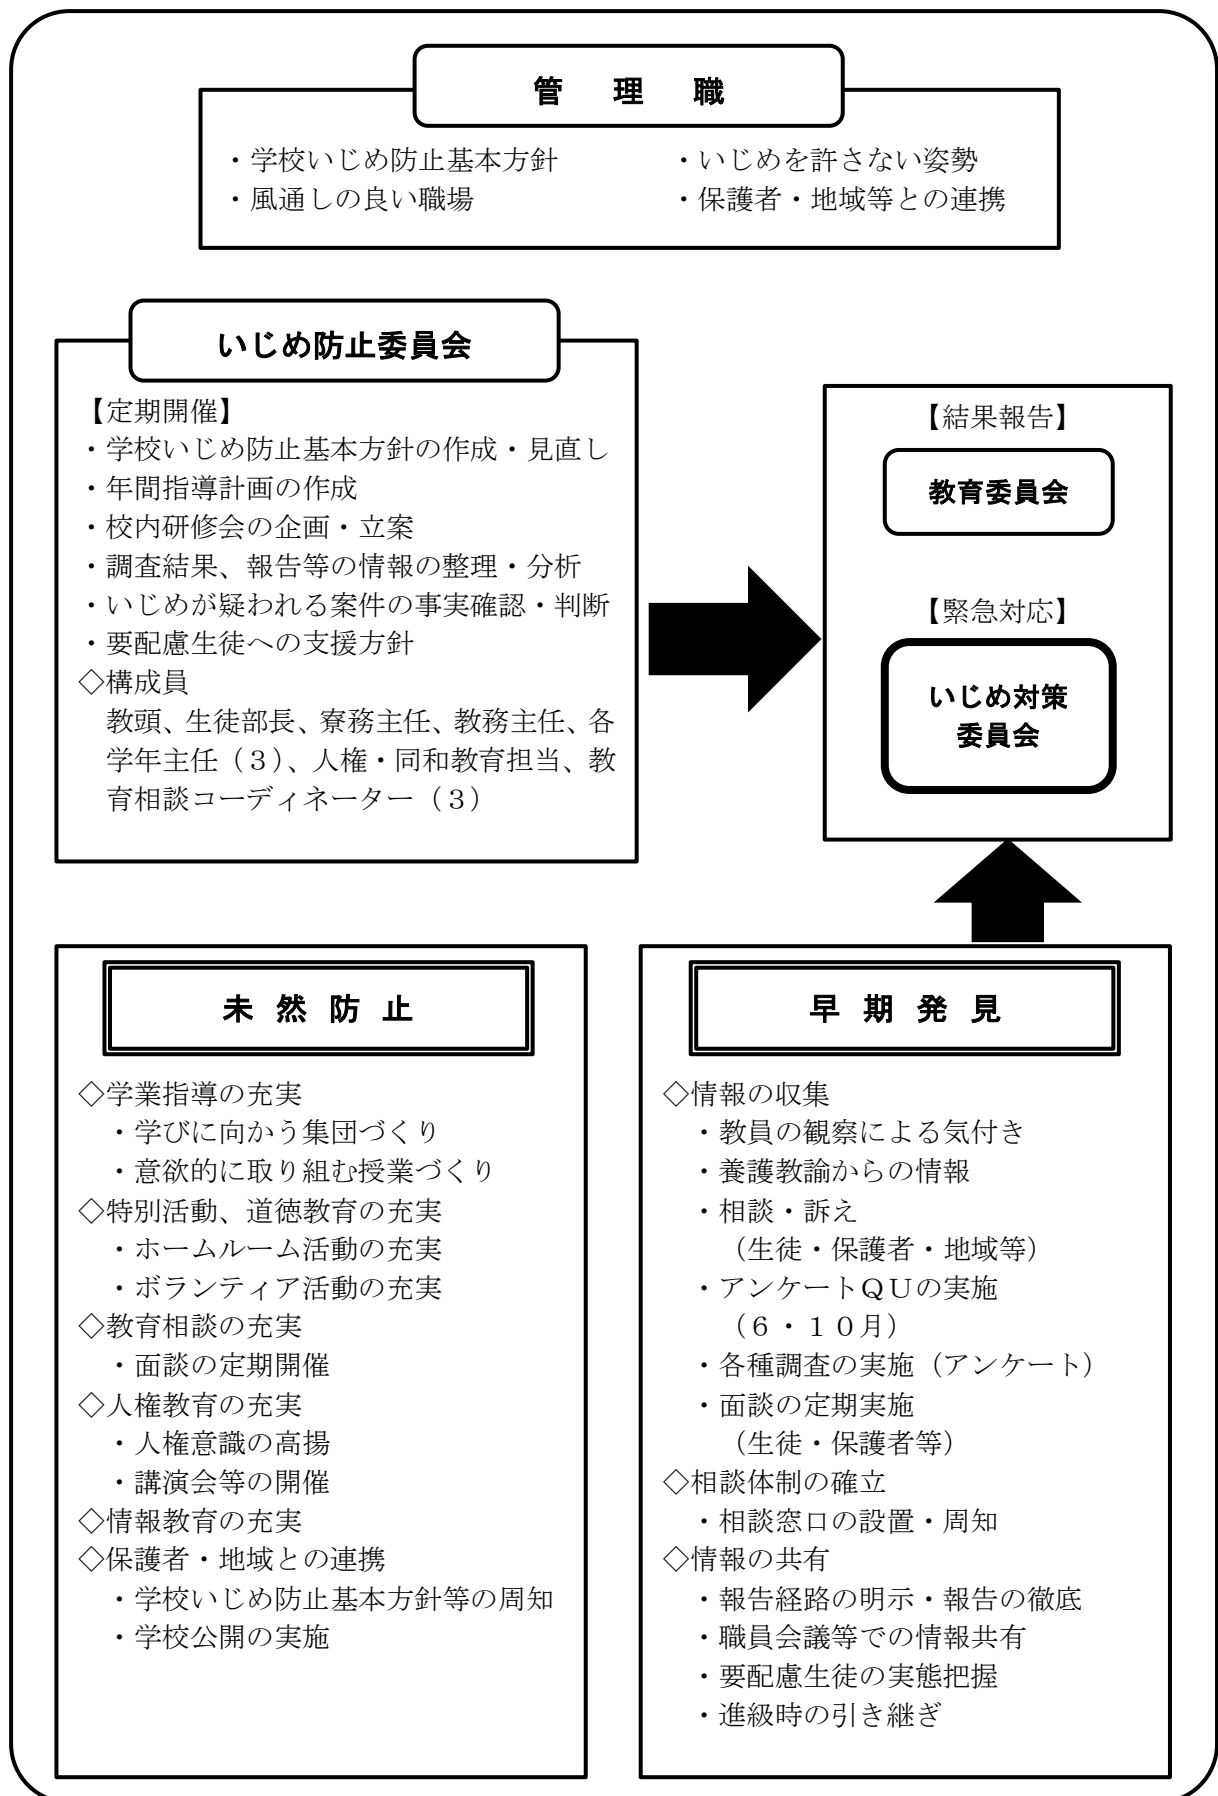 管　理　職
・学校いじめ防止基本方針　・いじめを許さない姿勢
・風通しの良い職場　・保護者・地域等との連携
いじめ防止委員会
【定期開催】
・学校いじめ防止基本方針の作成・見直し
・年間指導計画の作成
・校内研修会の企画・立案
・調査結果、報告等の情報の整理・分析
・いじめが疑われる案件の事実確認・判断
・要配慮生徒への支援方針
◇構成員
教頭、生徒部長、寮務主任、教務主任、各
学年主任（３）、人権・同和教育担当、教
育相談コーディネーター（３）
【結果報告】
教育委員会
【緊急対応】
いじめ対策
委員会
未 然 防 止
◇学業指導の充実
・学びに向かう集団づくり
・意欲的に取り組む授業づくり
◇特別活動、道徳教育の充実
・ホームルーム活動の充実
・ボランティア活動の充実
◇教育相談の充実
・面談の定期開催
◇人権教育の充実
・人権意識の高揚
・講演会等の開催
◇情報教育の充実
◇保護者・地域との連携
・学校いじめ防止基本方針等の周知
・学校公開の実施
早 期 発 見
◇情報の収集
・教員の観察による気付き
・養護教諭からの情報
・相談・訴え
（生徒・保護者・地域等）
・アンケートＱＵの実施
（６・１０月）
・各種調査の実施（アンケート）
・面談の定期実施
（生徒・保護者等）
◇相談体制の確立
・相談窓口の設置・周知
◇情報の共有
・報告経路の明示・報告の徹底
・職員会議等での情報共有
・要配慮生徒の実態把握
・進級時の引き継ぎ